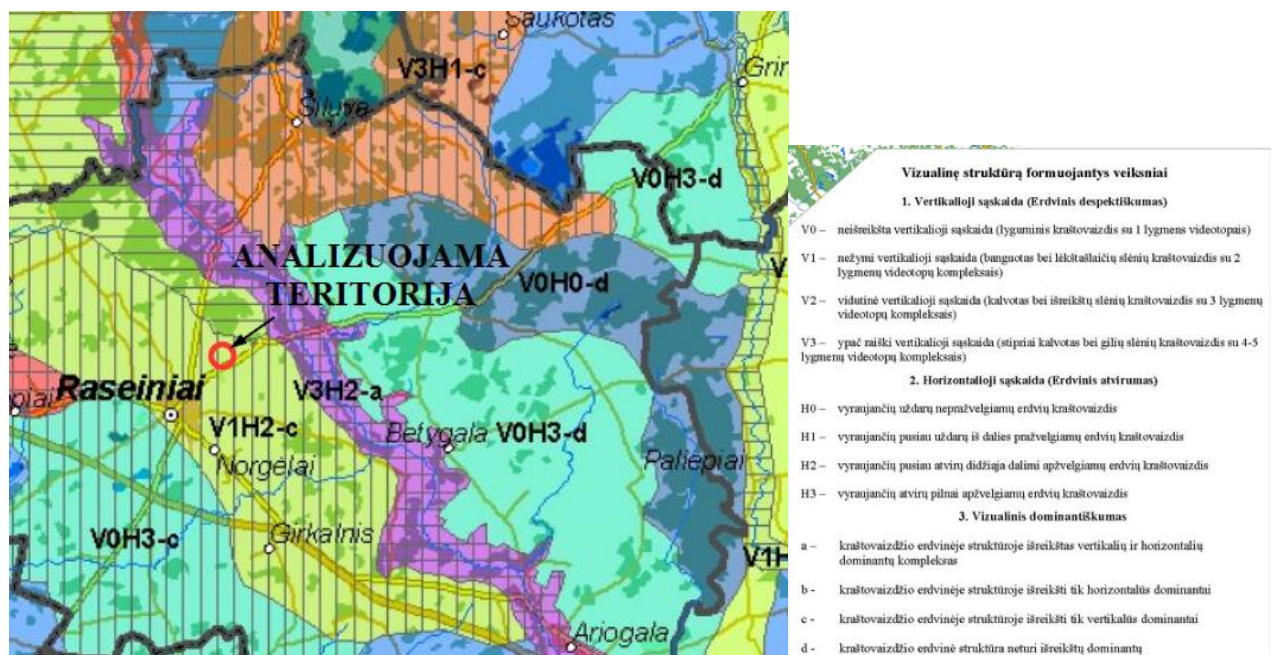 Šaukotas
V3H1-c
Šiluva
V0H3-d
ANALIZUOJAMA
TERITORIJA
V0H0-d
Raseiniai
V3H2-a
V1H2-c
Betygala
V0H3-d
Paliepiai
Norgėlai
V0H3-c
Girkalnis
V1H
Ariogala
Vizualinę struktūrą formuojantys veiksniai
1. Vertikalioji sąskaida (Erdvinis despektiškumas)
V0 – neišreikšta vertikalioji sąskaida (lyguminis kraštovaizdis su 1 lygmens videotopais)
V1 – nežymi vertikalioji sąskaida (banguotas bei lėkštašlaičių slėnių kraštovaizdis su 2
lygmenų videotopų kompleksais)
V2 – vidutinė vertikalioji sąskaida (kalvotas bei išreikštų slėnių kraštovaizdis su 3 lygmenų
videotopų kompleksais)
V3 – ypač raiški vertikalioji sąskaida (stipriai kalvotas bei gilių slėnių kraštovaizdis su 4-5
lygmenų videotopų kompleksais)
2. Horizontalioji sąskaida (Erdvinis atvirumas)
H0 – vyraujančių uždarų nepražvelgiamų erdvių kraštovaizdis
H1 – vyraujančių pusiau uždarų iš dalies pražvelgiamų erdvių kraštovaizdis
H2 – vyraujančių pusiau atvirų didžiąja dalimi apžvelgiamų erdvių kraštovaizdis
H3 – vyraujančių atvirų pilnai apžvelgiamų erdvių kraštovaizdis
3. Vizualinis dominantiškumas
a – kraštovaizdžio erdvinėje struktūroje išreikštas vertikalių ir horizontalių
dominantų kompleksas
b - kraštovaizdžio erdvinėje struktūroje išreikšti tik horizontalūs dominantai
c - kraštovaizdžio erdvinėje struktūroje išreikšti tik vertikalūs dominantai
d - kraštovaizdžio erdvinė struktūra neturi išreikštų dominantų